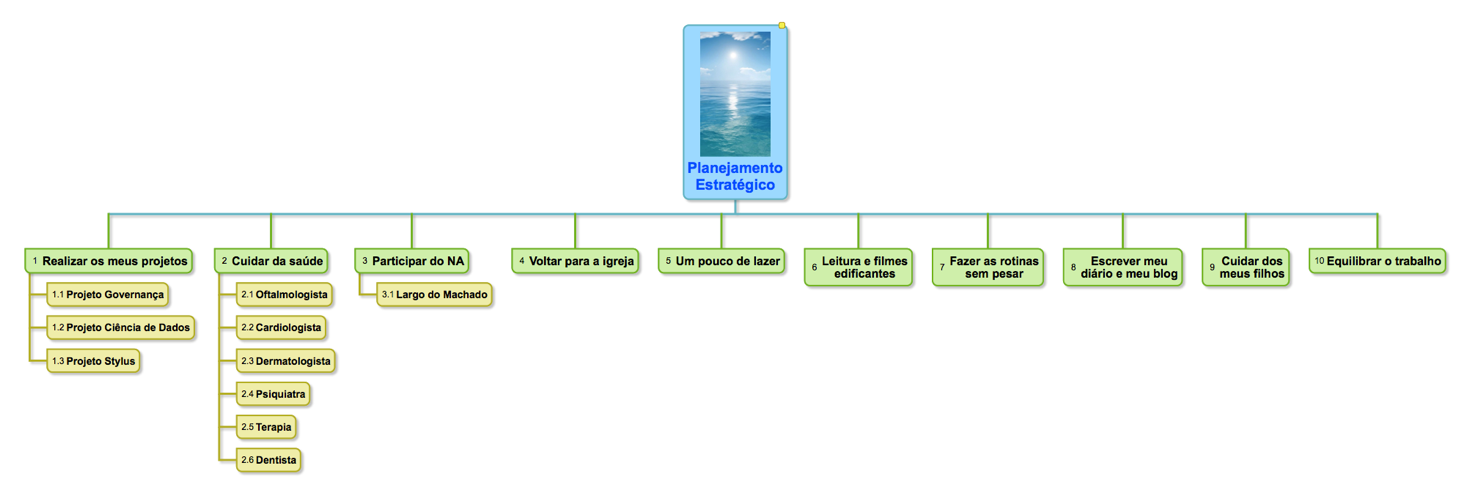 Planejamento
Estratégico
1 Realizar os meus projetos
1.1 Projeto Governança
1.2 Projeto Ciência de Dados
1.3 Projeto Stylus
2 Cuidar da saúde
2.1 Oftalmologista
2.2 Cardiologista
2.3 Dermatologista
2.4 Psiquiatra
2.5 Terapia
2.6 Dentista
3 Participar do NA
3.1 Largo do Machado
4 Voltar para a igreja
5 Um pouco de lazer
6 Leitura e filmes
edificantes
7 Fazer as rotinas
sem pesar
8 Escrever meu
diário e meu blog
9 Cuidar dos
meus filhos
10 Equilibrar o trabalho